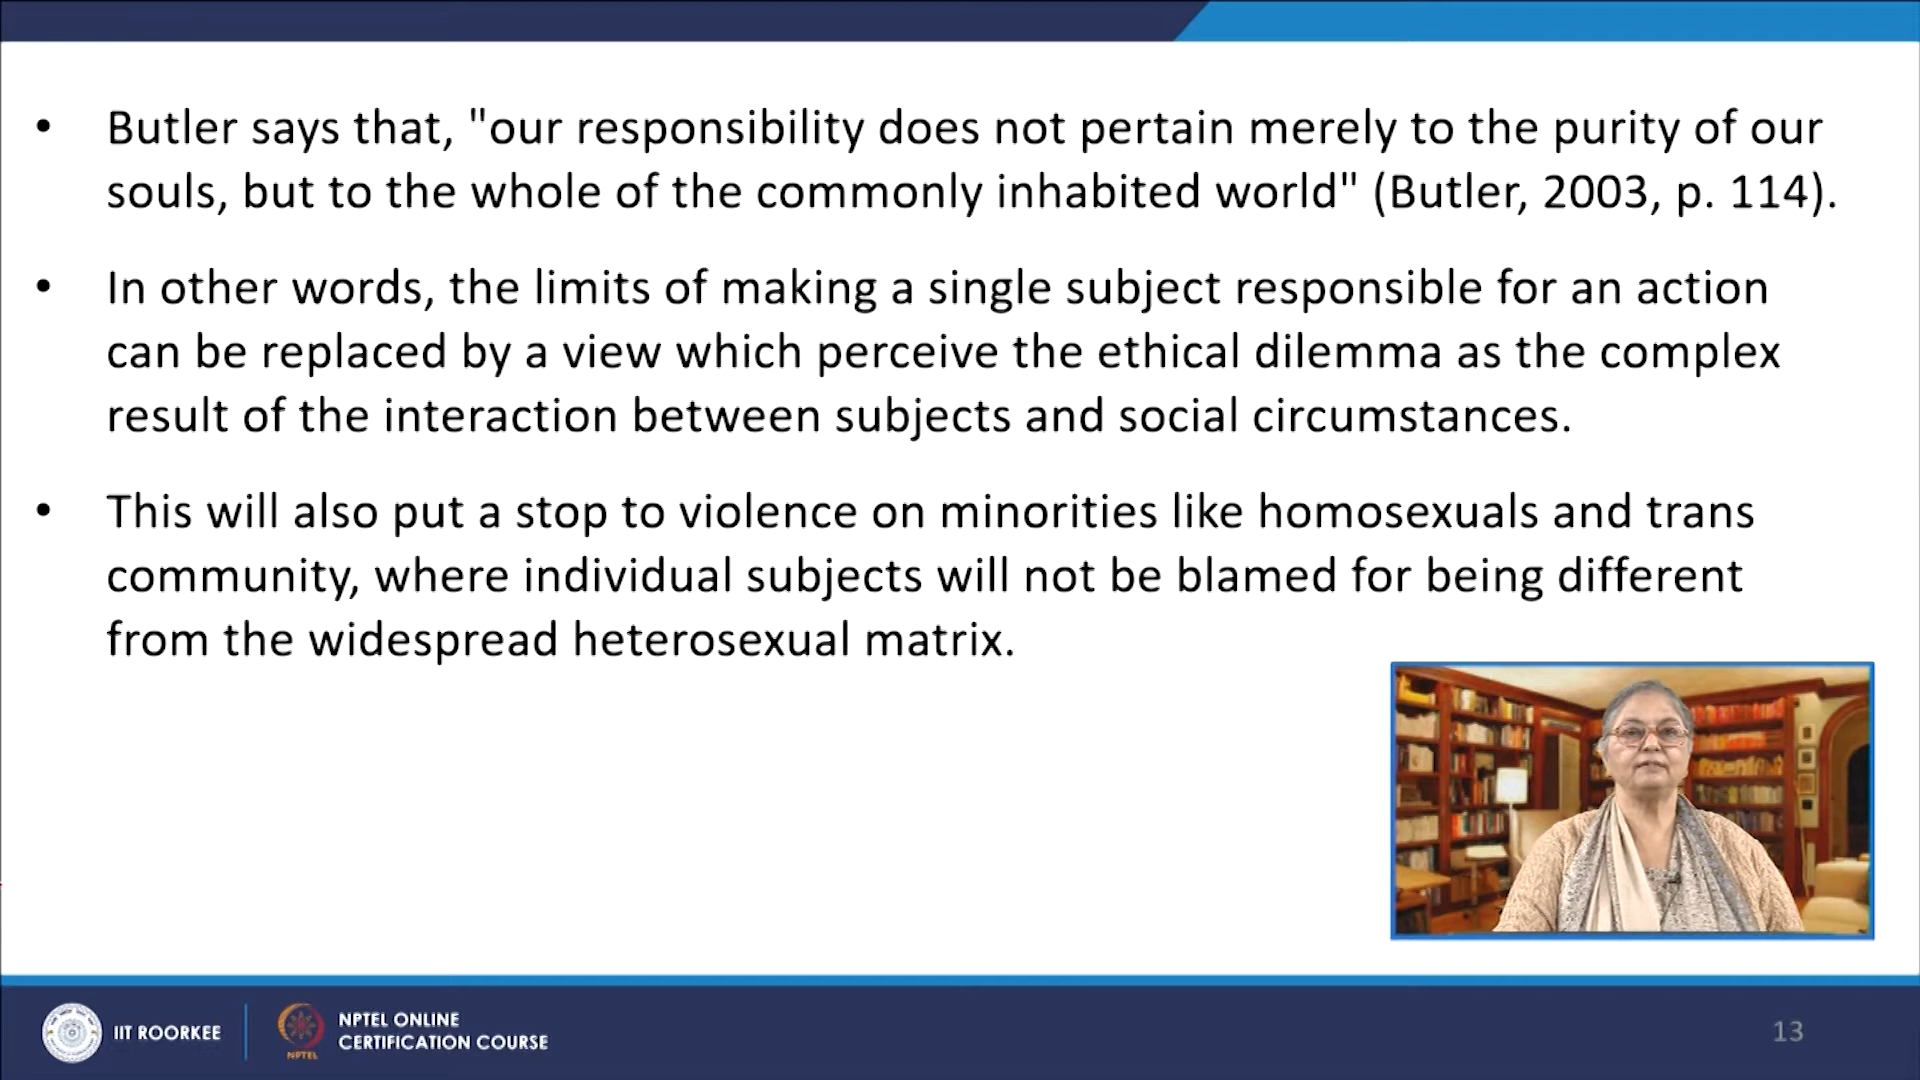 • Butler says that, "our responsibility does not pertain merely to the purity of our
souls, but to the whole of the commonly inhabited world" (Butler, 2003, p. 114).
• In other words, the limits of making a single subject responsible for an action
can be replaced by a view which perceive the ethical dilemma as the complex
result of the interaction between subjects and social circumstances.
• This will also put a stop to violence on minorities like homosexuals and trans
community, where individual subjects will not be blamed for being different
from the widespread heterosexual matrix.
IIT ROORKEE
NPTEL
NPTEL ONLINE
CERTIFICATION COURSE
13